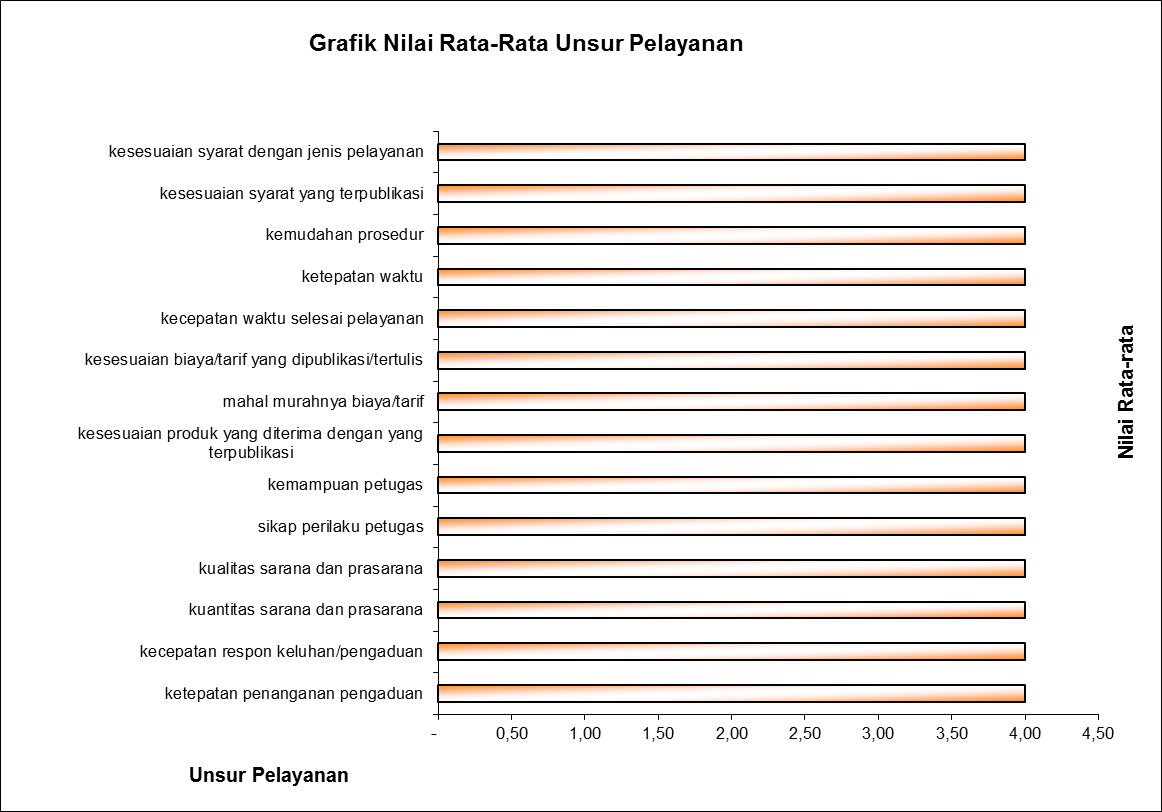 Grafik Nilai Rata-Rata Unsur Pelayanan
kesesuaian syarat dengan jenis pelayanan
kesesuaian syarat yang terpublikasi
kemudahan prosedur
ketepatan waktu
kecepatan waktu selesai pelayanan
kesesuaian biaya/tarif yang dipublikasi/tertulis
mahal murahnya biaya/tarif
kesesuaian produk yang diterima dengan yang
terpublikasi
kemampuan petugas
sikap perilaku petugas
kualitas sarana dan prasarana
kuantitas sarana dan prasarana
kecepatan respon keluhan/pengaduan
ketepatan penanganan pengaduan
- 0,50 1,00 1,50 2,00 2,50 3,00 3,50 4,00 4,50
Unsur Pelayanan
Nilai Rata-rata